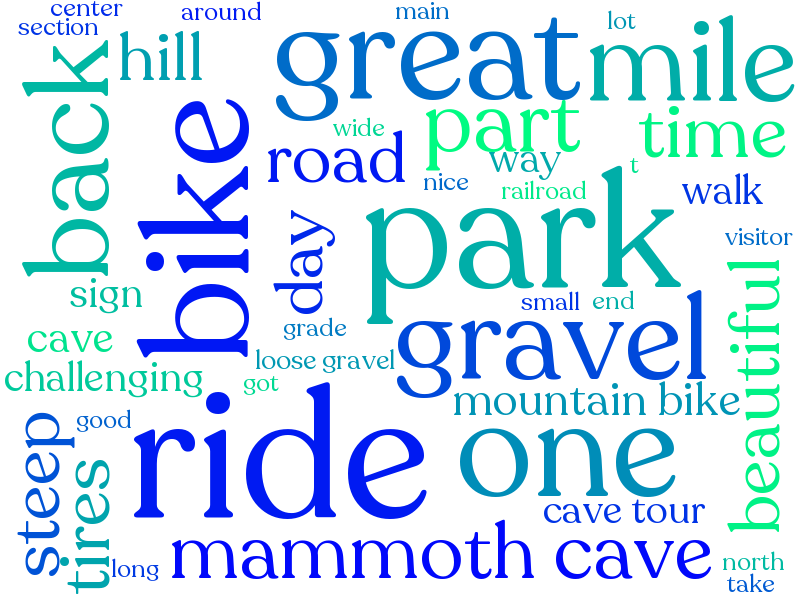 center
around
main
section
lot
hill
great
mile
back
bike
wide
part
time
road
way
t
nice
railroad
walk
park
day
visitor
sign
small
end
beautiful
grade
cave
gravel
loose gravel
challenging
got
mountain bike
ride
good
steep
one
tires
cave tour
mammoth cave
long
north
take